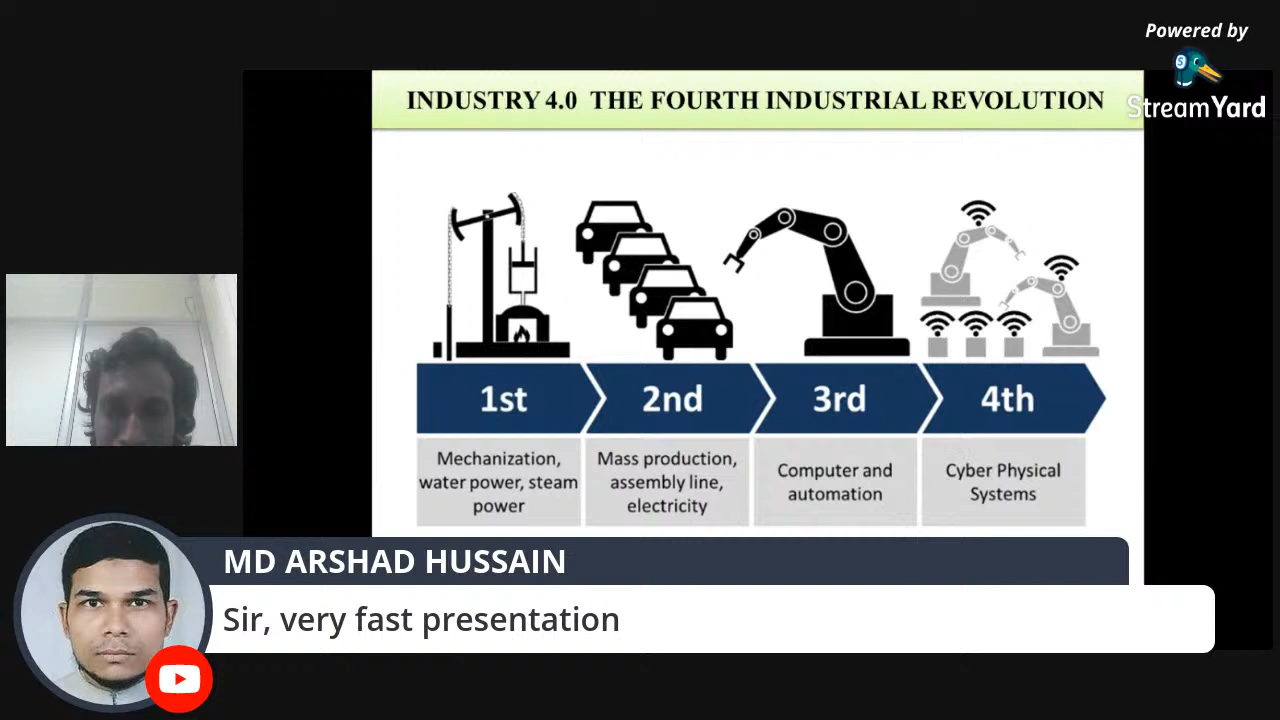 Powered by
StreamYard
INDUSTRY 4.0 THE FOURTH INDUSTRIAL REVOLUTION
1st
2nd
3rd
4th
Mechanization,
water power, steam
power
Mass production,
assembly line,
electricity
Computer and
automation
Cyber Physical
Systems
MD ARSHAD HUSSAIN
Sir, very fast presentation